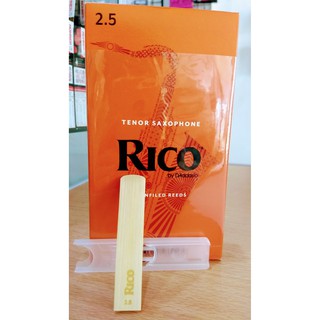 2.5
TENOR SAXOPHONE
RICO
by D'Addario
UNFILED REEDS
RICO